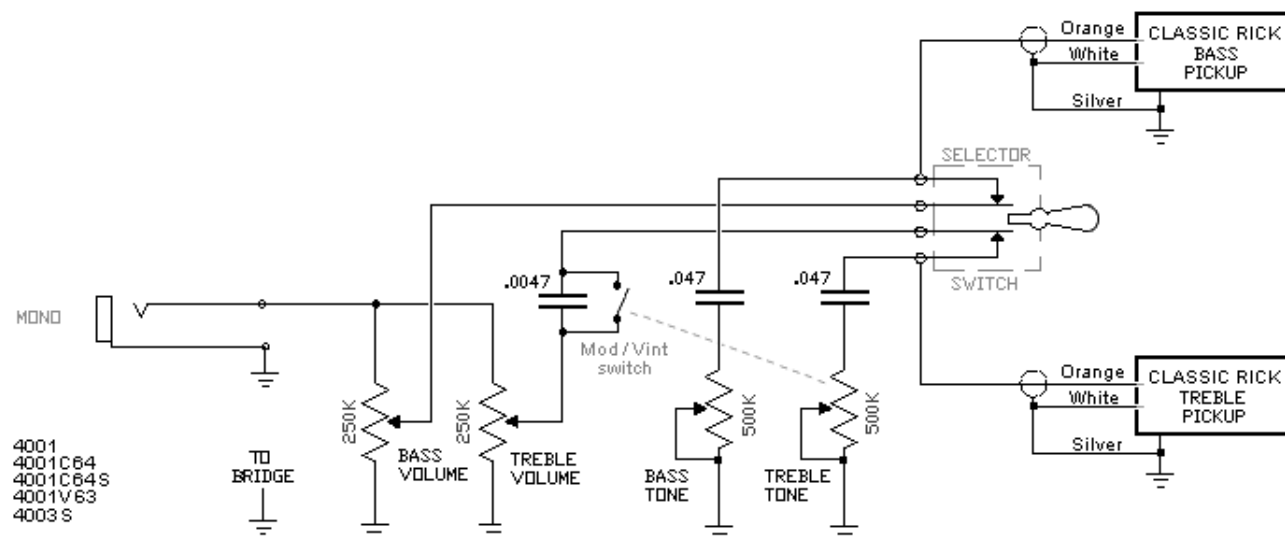 Orange
White
Silver
CLASSIC RICK
BASS
PICKUP
SELECTOR
SWITCH
.0047
.047
.047
MONO
Mod / Vint
switch
250K
250K
500K
500K
Orange
White
Silver
CLASSIC RICK
TREBLE
PICKUP
4001
4001C64
4001C64S
4001V63
4003S
TO
BRIDGE
BASS
VOLUME
TREBLE
VOLUME
BASS
TONE
TREBLE
TONE